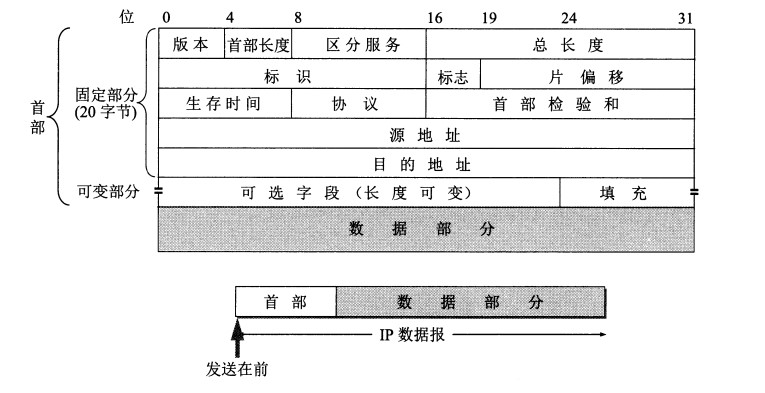 位 0 4 8 16 19 24 31
版本 首部长度 区分服务 总长度
标识 标志 片偏移
固定部分
(20字节)
首部
生存时间 协议 首部检验和
源地址
目的地址
可变部分 可选字段（长度可变） 填充
数据部分
首部 数据部分
IP 数据报
发送在前